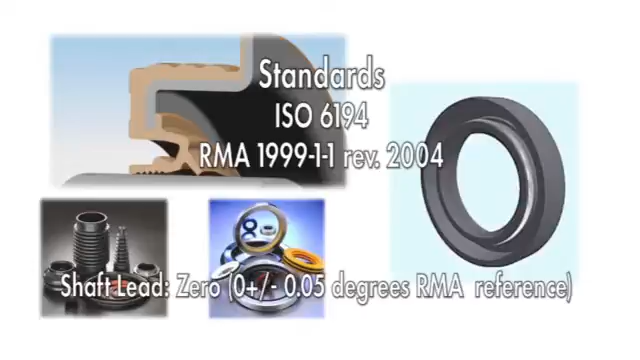 Standards
ISO 6194
RMA 1999-1-1 rev. 2004
Shaft Lead: Zero (0+/- 0.05 degrees RMA reference)